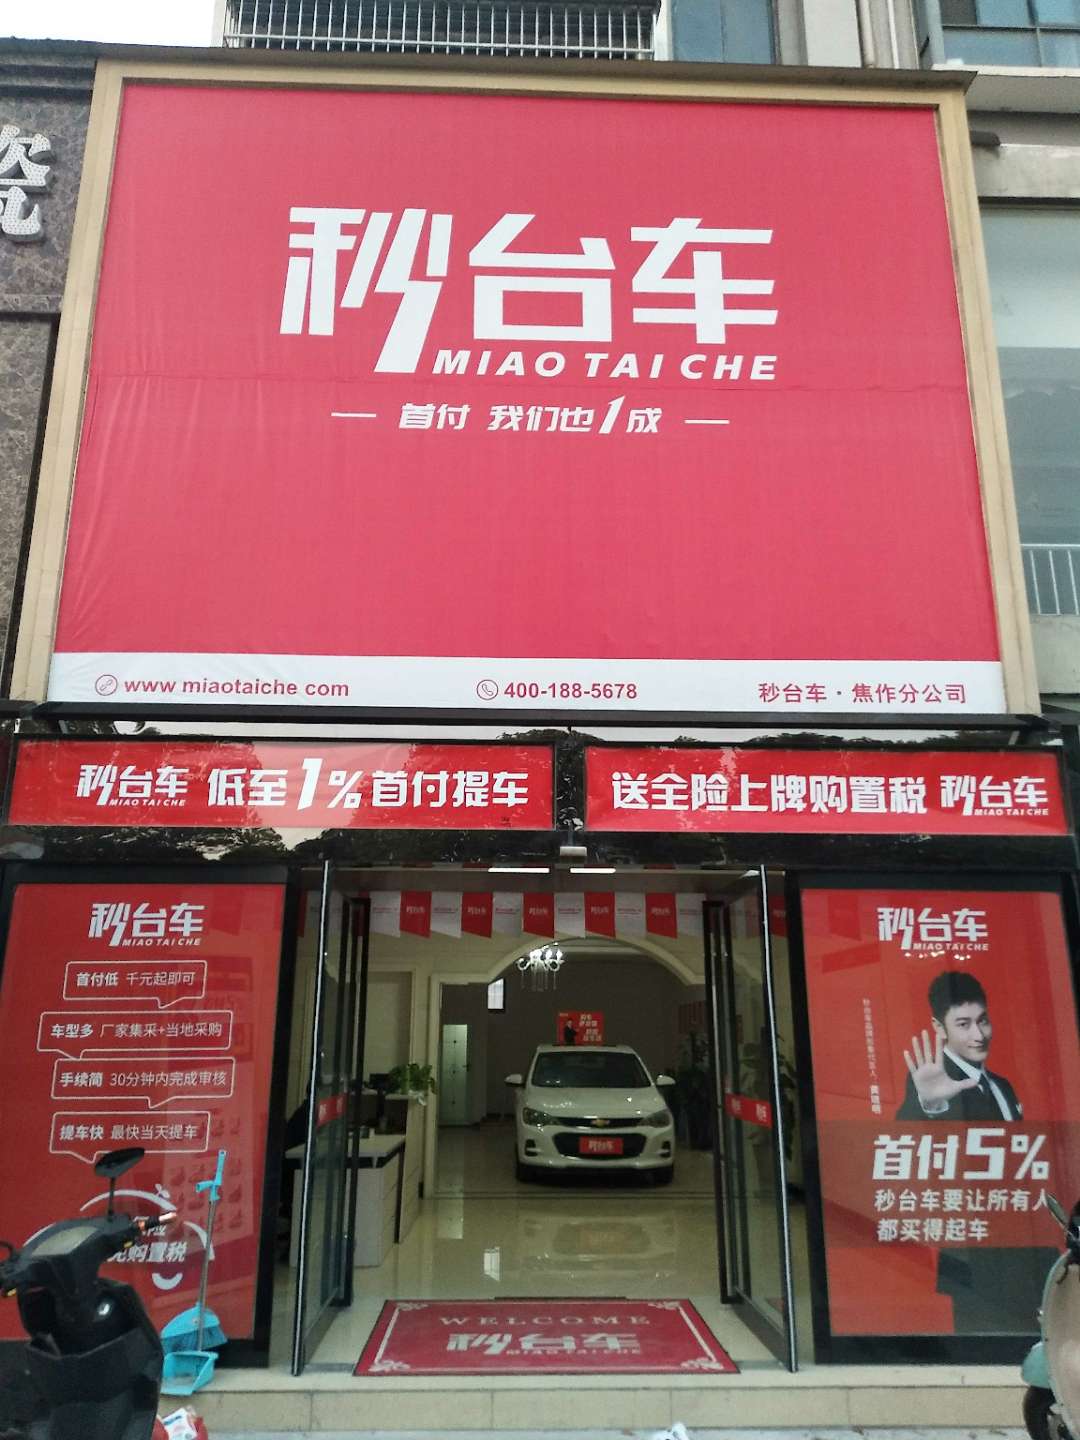 瓷
秒台车
MIAO TAI CHE
首付 我们也1成
www miaotaiche com
400-188-5678
秒台车·焦作分公司
秒台车 低至1%首付提车
MIAO TAI CHE
送全险上牌购置税 秒台车
MIAO TAI CHE
秒台车
MIAO TAI CHE
首付低 千元起即可
车型多 厂家集采+当地采购
手续简 30分钟内完成审核
提车快 最快当天提车
购置税
秒台车
秒台车
MIAO TAI CHE
首付5%
秒台车要让所有人
都买得起车
WELCOME
秒台车
MIAO TAI CHE